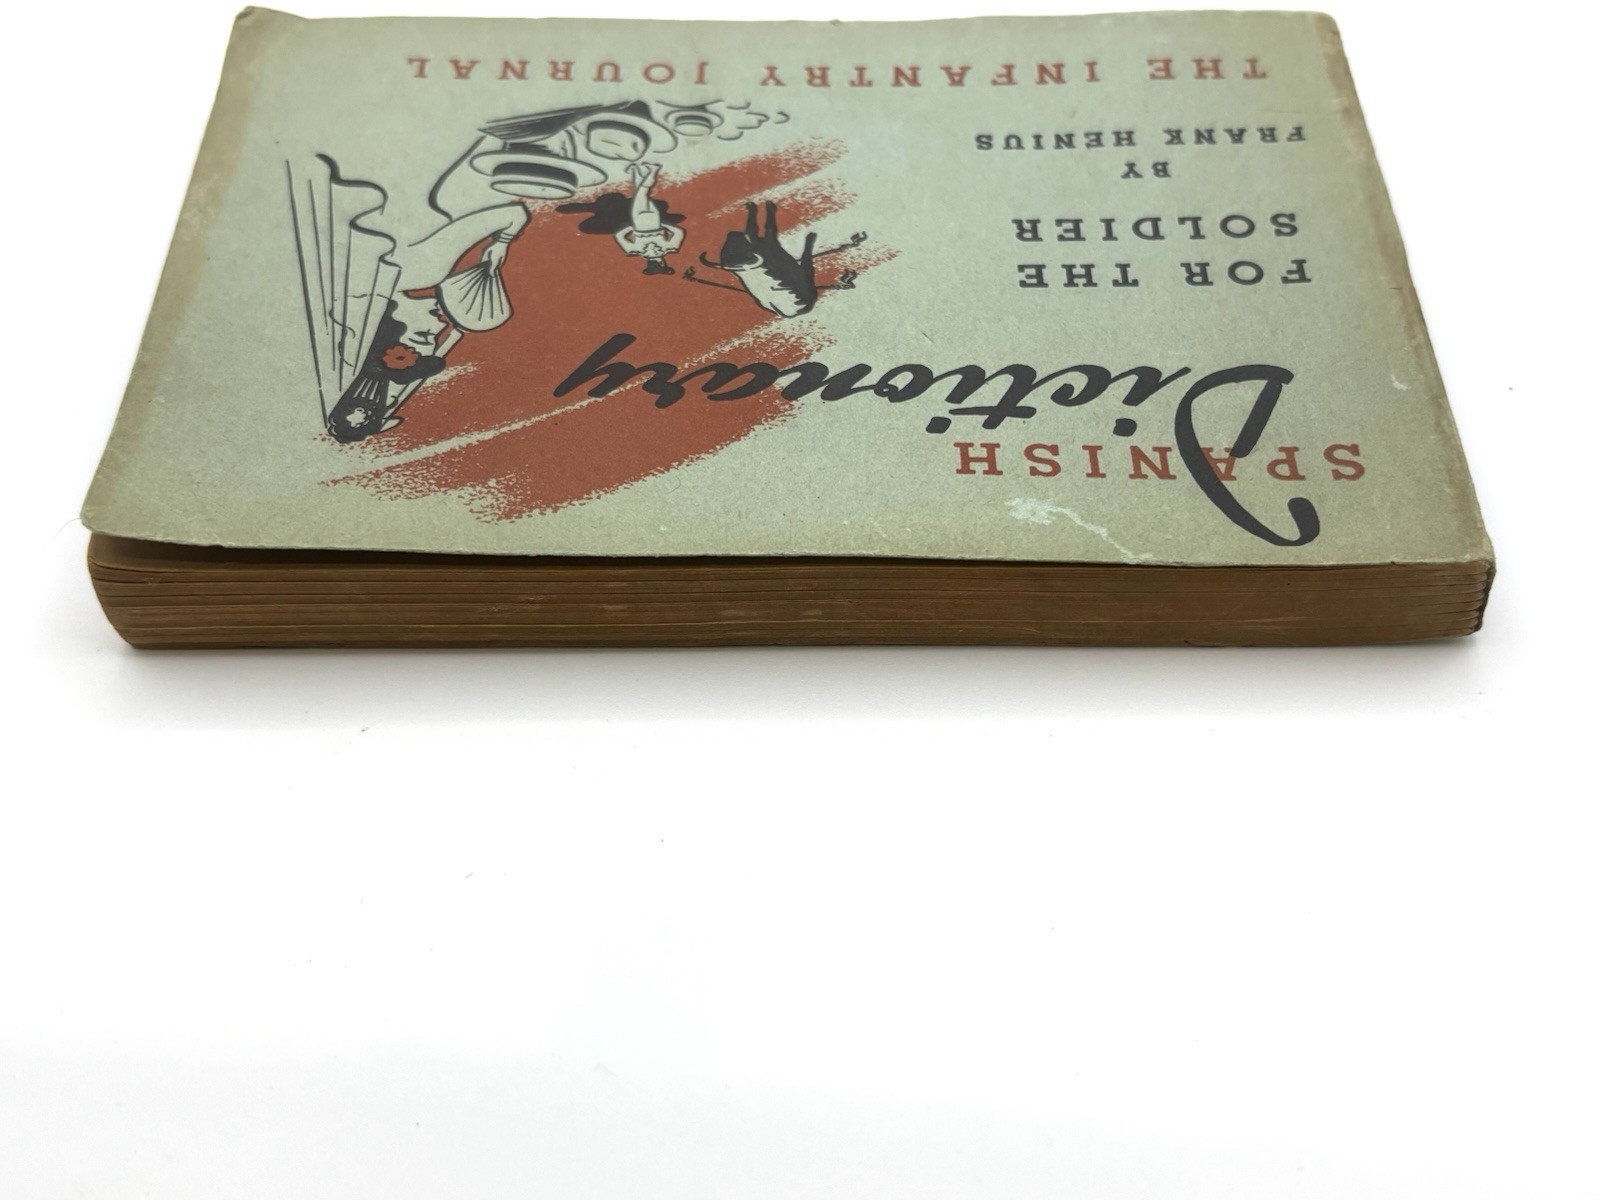 SPANISH
Dictionary
FOR THE
SOLDIER
BY
FRANK HENIUS
THE INFANTRY JOURNAL